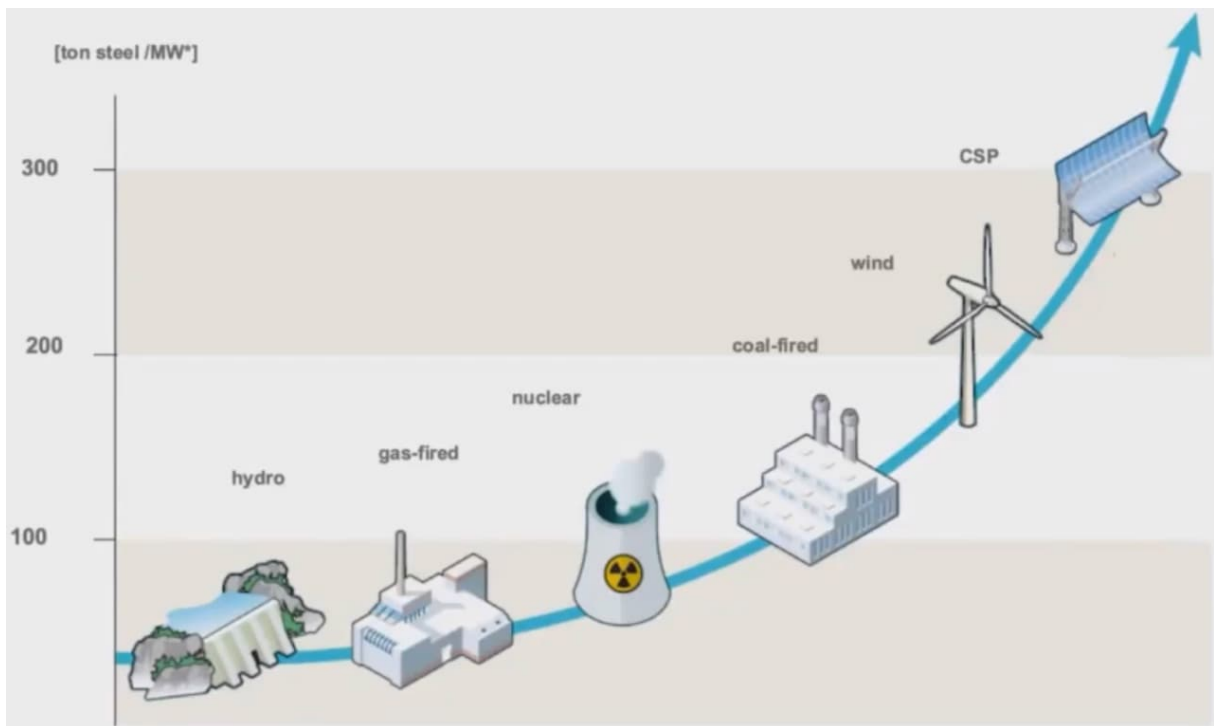 [ton steel /MW*]
300
CSP
wind
200
coal-fired
nuclear
gas-fired
hydro
100